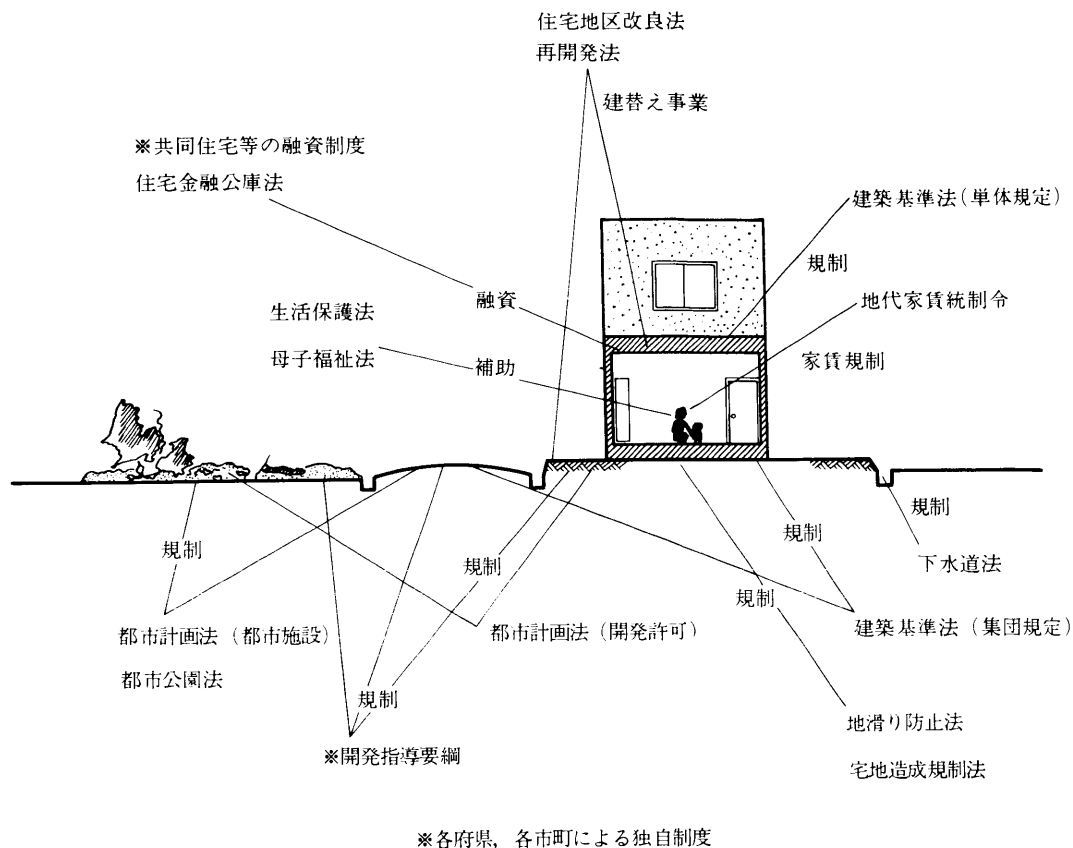 住宅地区改良法
再開発法
建替え事業
※共同住宅等の融資制度
住宅金融公庫法
建築基準法(単体規定)
規制
融資
地代家賃統制令
生活保護法
母子福祉法
補助
家賃規制
規制
下水道法
規制
規制
規制
規制
都市計画法(都市施設)
都市公園法
都市計画法(開発許可)
建築基準法(集団規定)
規制
※開発指導要綱
地滑り防止法
宅地造成規制法
※各府県,各市町による独自制度